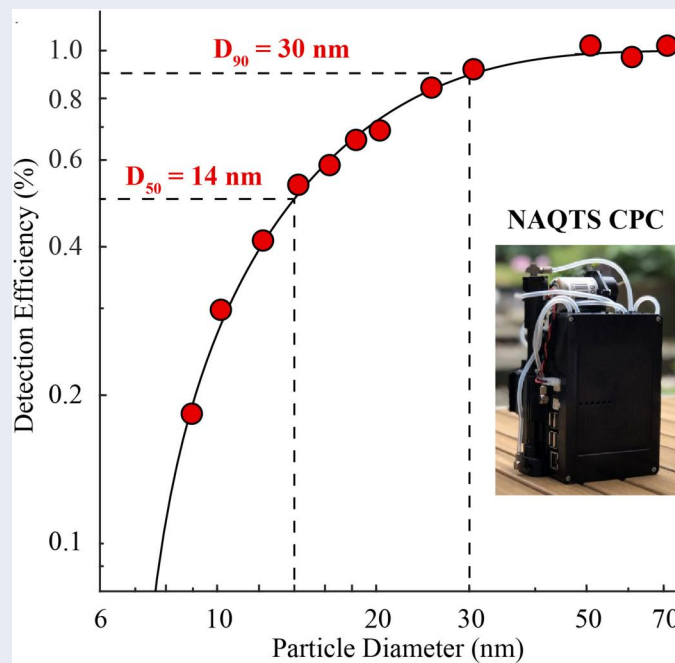 D90 = 30 nm
D50 = 14 nm
NAQTS CPC
Detection Efficiency (%)
1.0
0.8
0.6
0.4
0.2
0.1
6 10 20 30 50 70
Particle Diameter (nm)